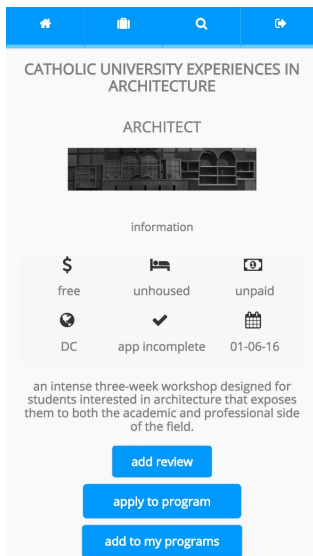 CATHOLIC UNIVERSITY EXPERIENCES IN
ARCHITECTURE
ARCHITECT
information
free unhoused unpaid
DC app incomplete 01-06-16
an intense three-week workshop designed for
students interested in architecture that exposes
them to both the academic and professional side
of the field.
add review
apply to program
add to my programs